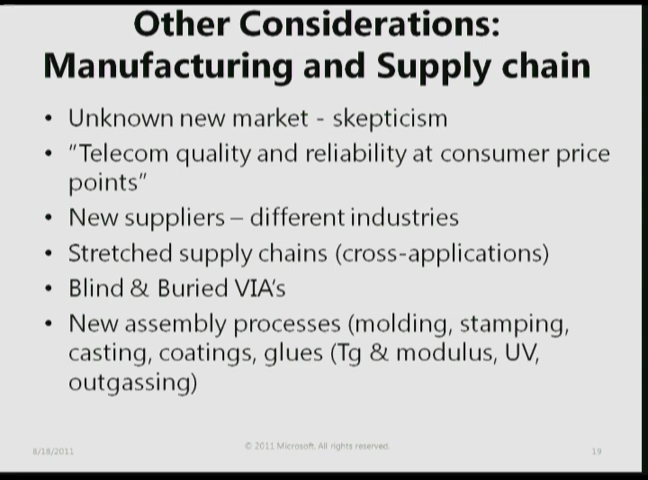 Other Considerations:
Manufacturing and Supply chain
• Unknown new market - skepticism
• "Telecom quality and reliability at consumer price
points"
• New suppliers – different industries
• Stretched supply chains (cross-applications)
• Blind & Buried VIA's
• New assembly processes (molding, stamping,
casting, coatings, glues (Tg & modulus, UV,
outgassing)
8/18/2011
© 2011 Microsoft. All rights reserved.
19